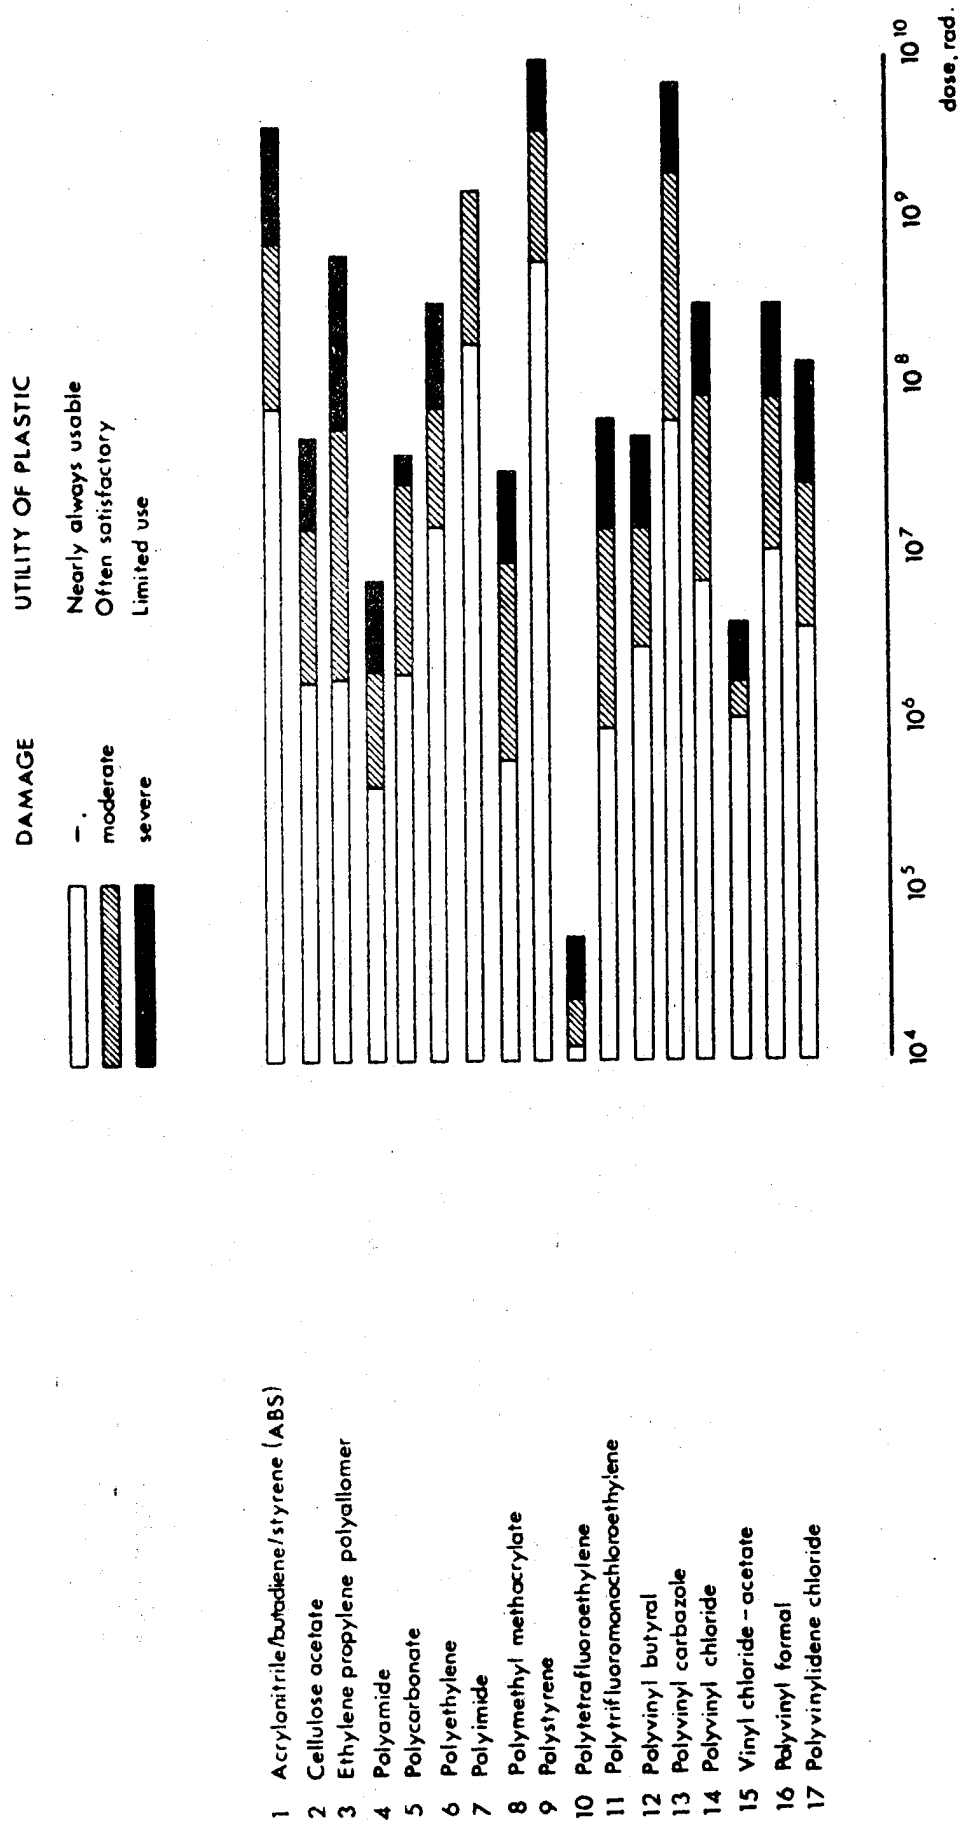 DAMAGE UTILITY OF PLASTIC
– . Nearly always usable
moderate Often satisfactory
severe Limited use
1 Acrylonitrile/butadiene/styrene (ABS)
2 Cellulose acetate
3 Ethylene propylene polyallomer
4 Polyamide
5 Polycarbonate
6 Polyethylene
7 Polyimide
8 Polymethyl methacrylate
9 Polystyrene
10 Polytetrafluoroethylene
11 Polytrifluoromonochloroethylene
12 Polyvinyl butyral
13 Polyvinyl carbazole
14 Polyvinyl chloride
15 Vinyl chloride - acetate
16 Polyvinyl formal
17 Polyvinylidene chloride
10⁴ 10⁵ 10⁶ 10⁷ 10⁸ 10⁹ 10¹⁰
dose, rad.